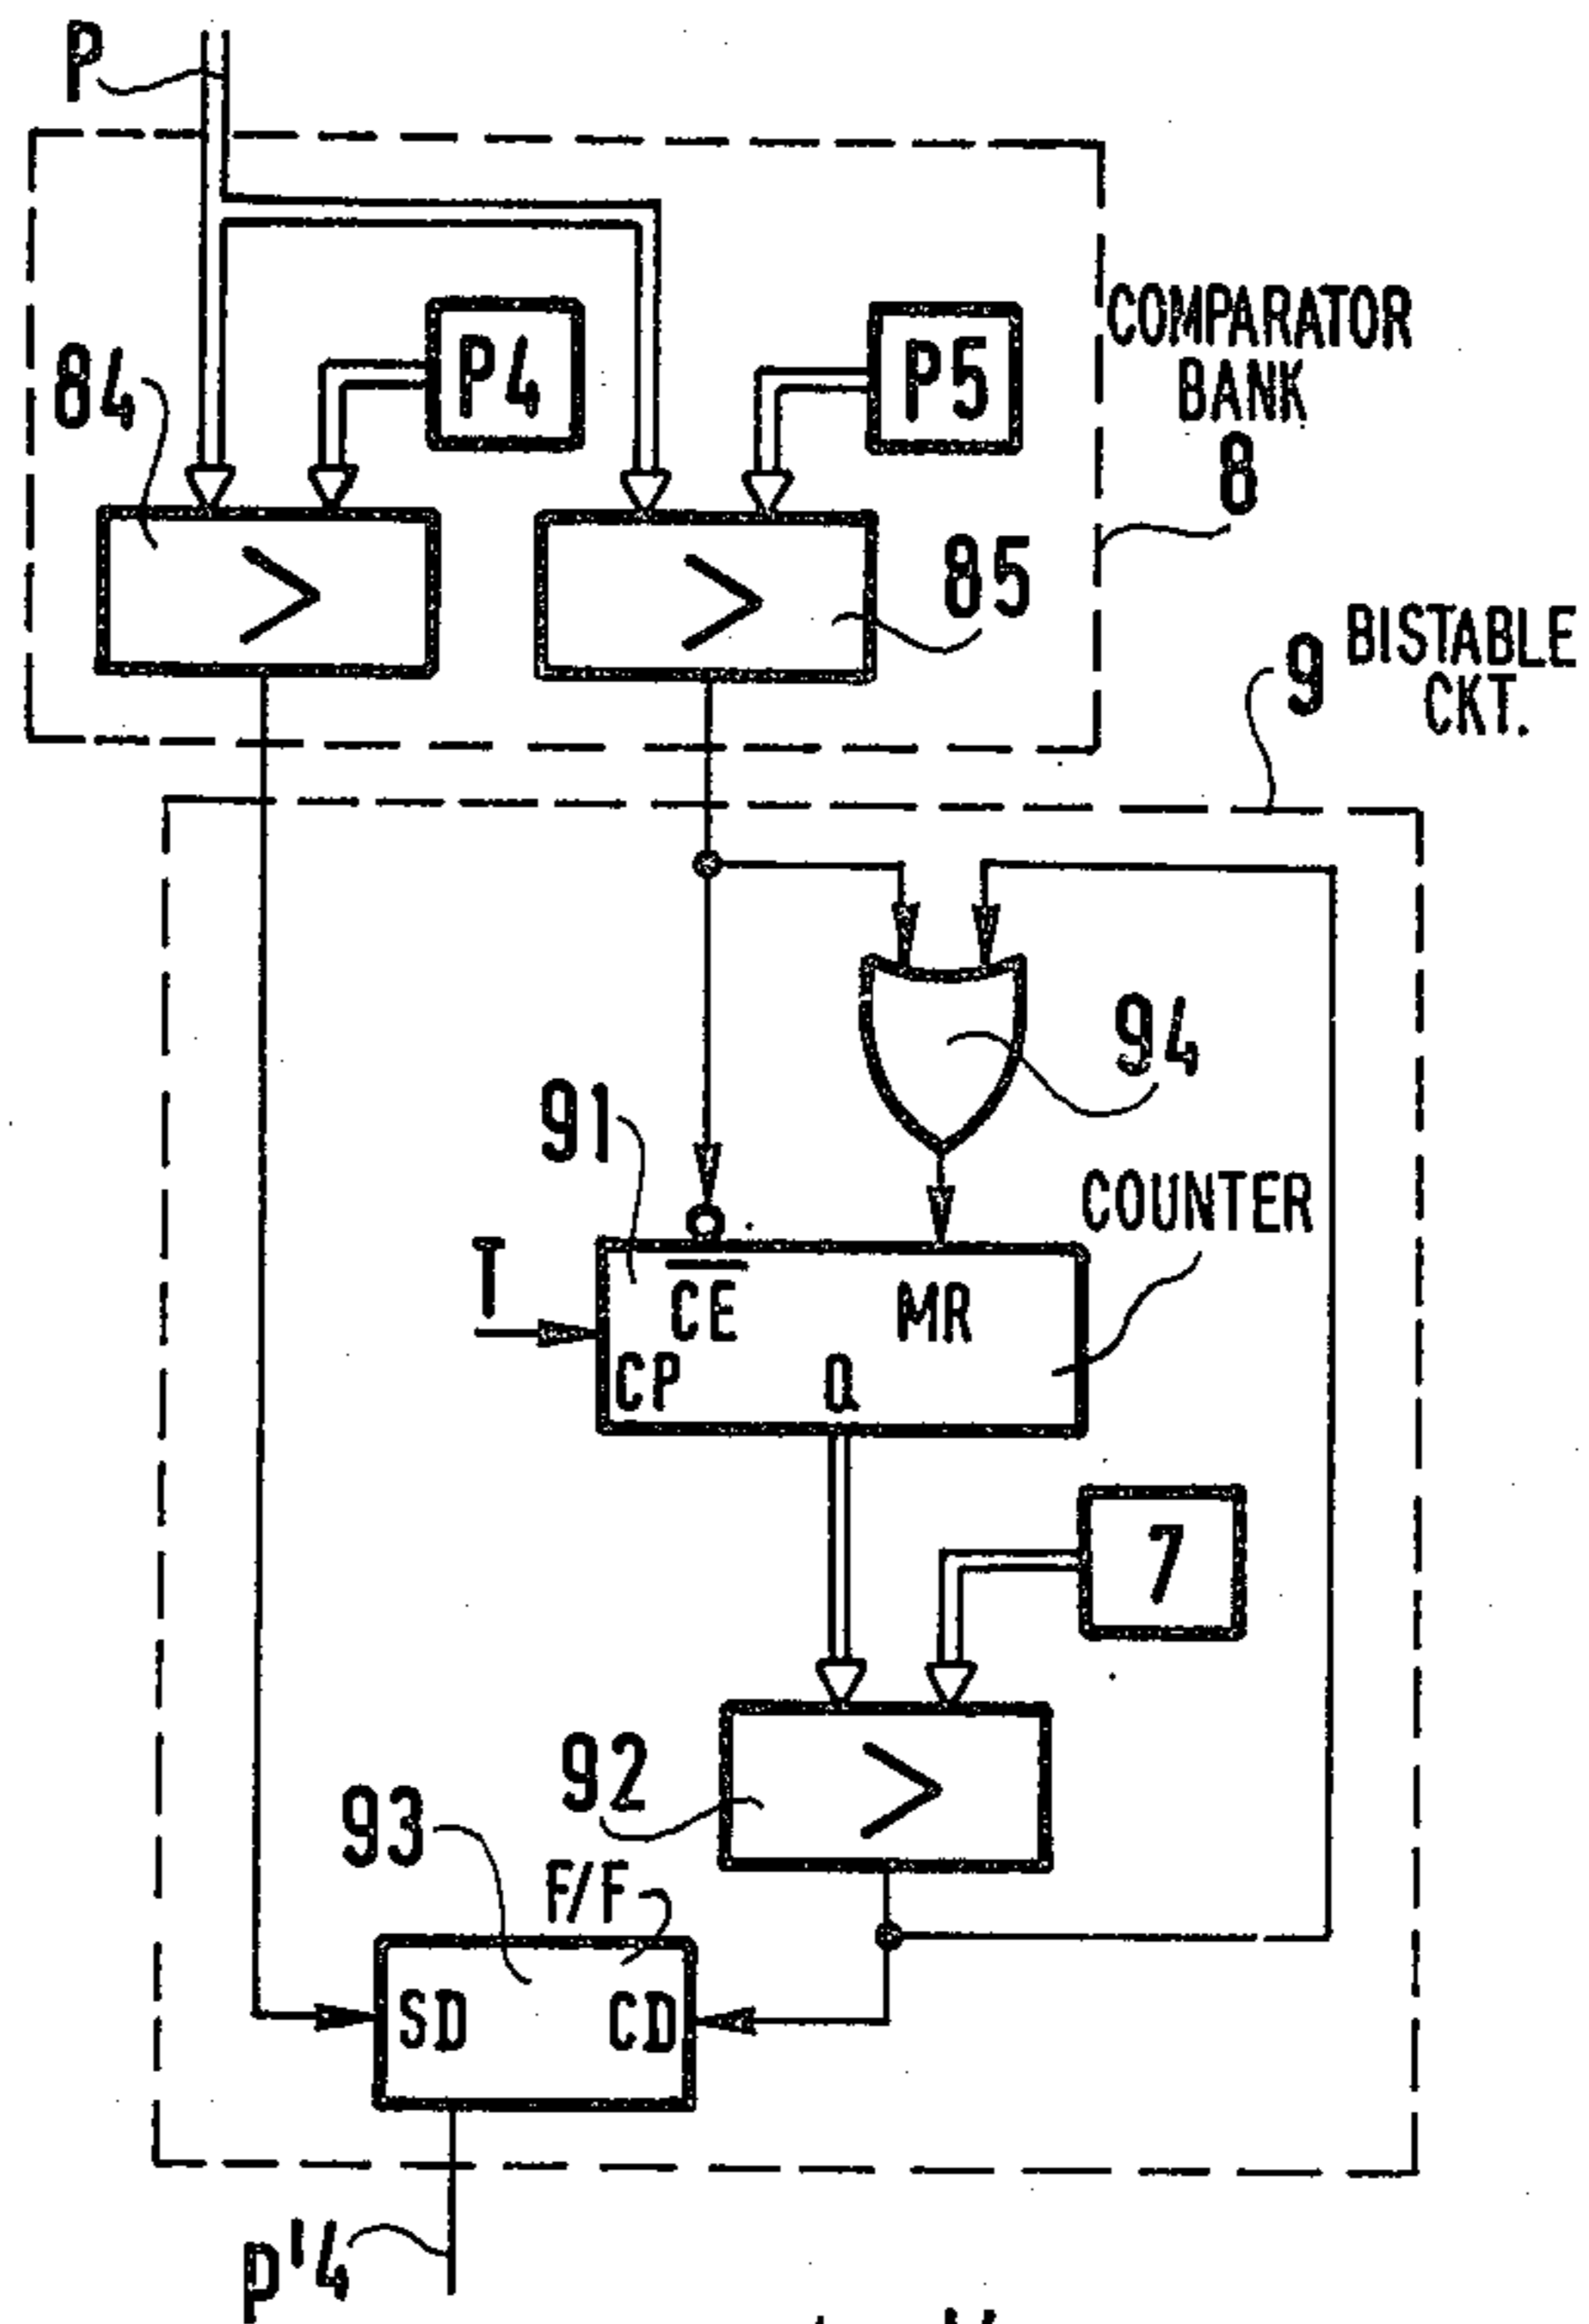 P
P4
P5
84
COMPARATOR
BANK
8
85
9 BISTABLE
CKT.
94
91
COUNTER
T
CE
MR
CP
Q
7
92
93
F/F
SD
CD
p'4